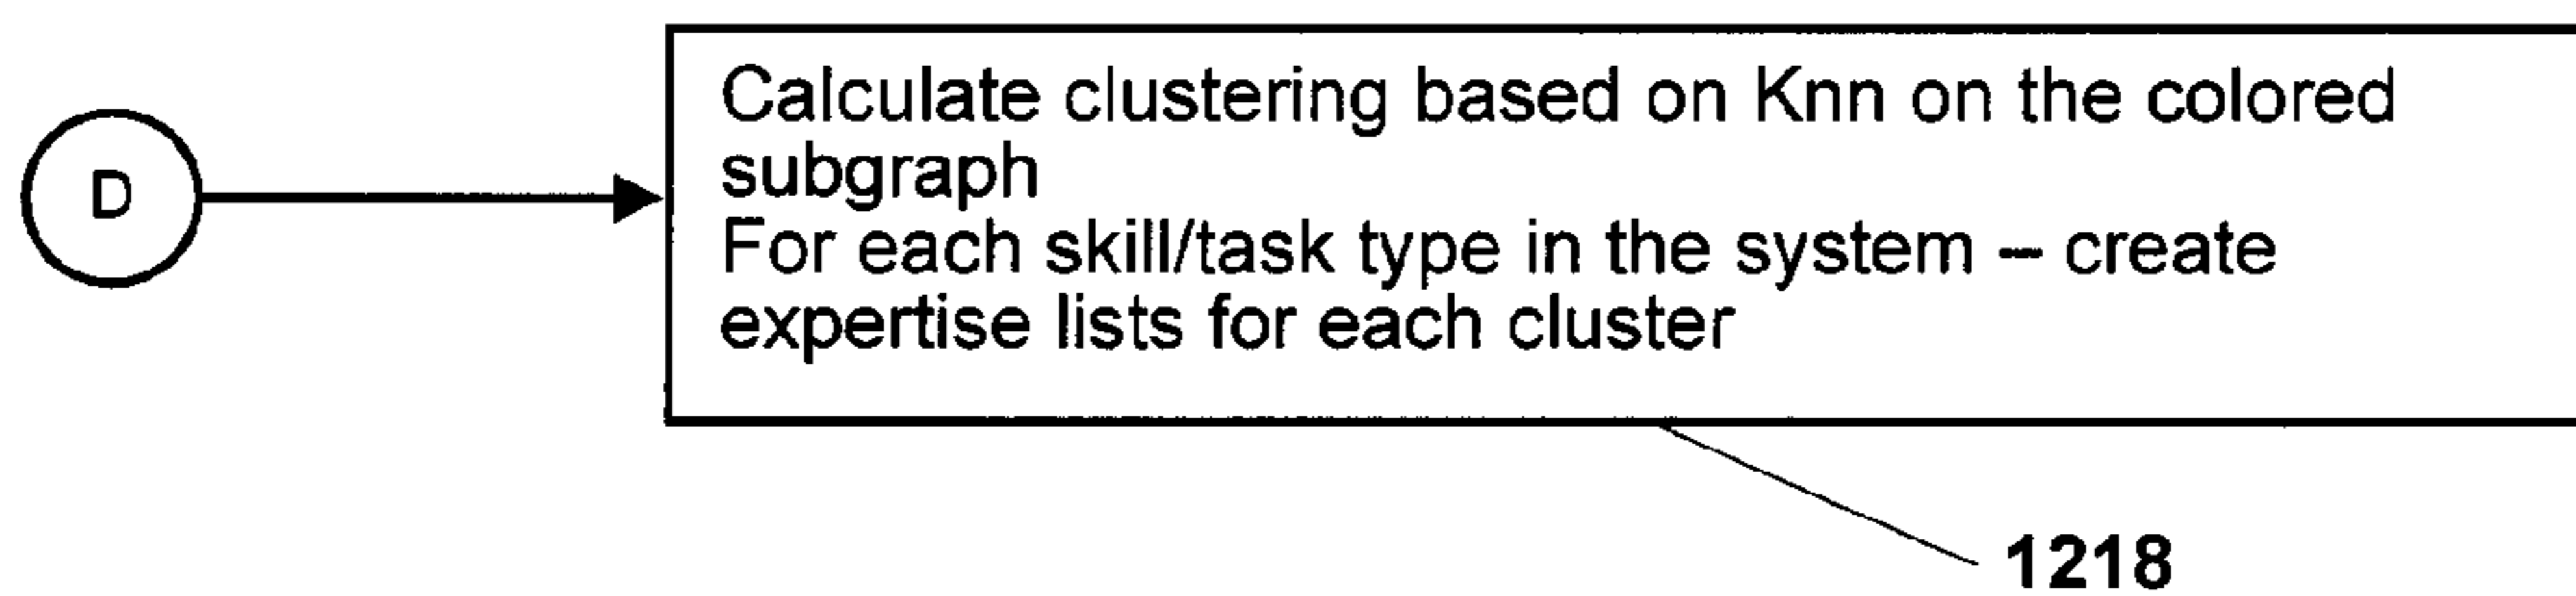 D
Calculate clustering based on Knn on the colored
subgraph
For each skill/task type in the system – create
expertise lists for each cluster
1218